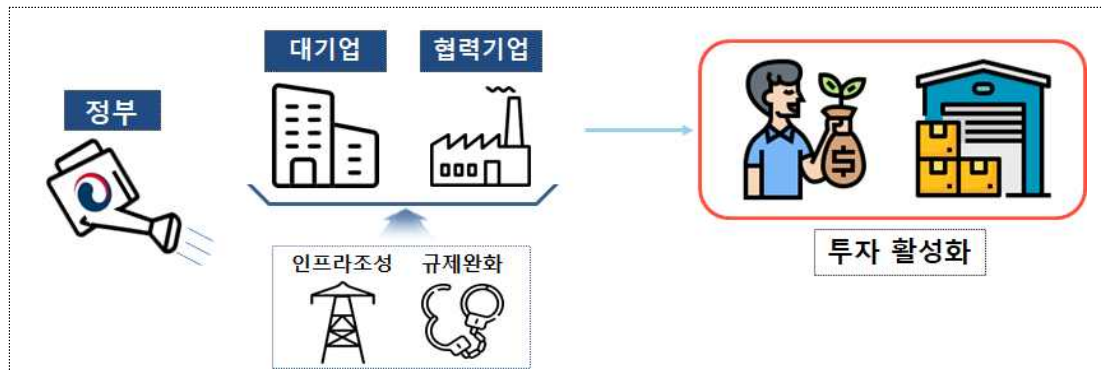 대기업
협력기업
정부
인프라조성
규제완화
투자 활성화